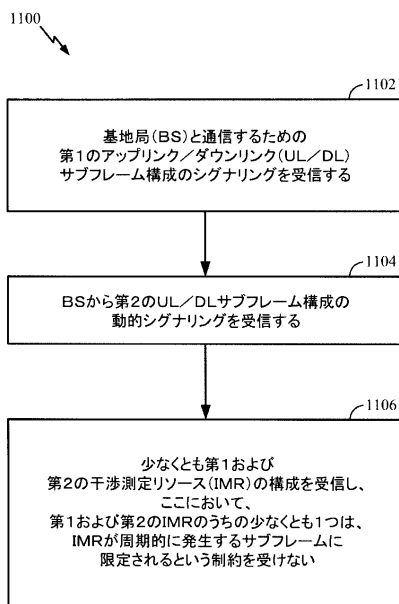 1100
1102
基地局(BS)と通信するための
第1のアップリンク／ダウンリンク(UL／DL)
サブフレーム構成のシグナリングを受信する
1104
BSから第2のUL／DLサブフレーム構成の
動的シグナリングを受信する
1106
少なくとも第1および
第2の干渉測定リソース(IMR)の構成を受信し、
ここにおいて、
第1および第2のIMRのうちの少なくとも1つは、
IMRが周期的に発生するサブフレームに
限定されるという制約を受けない